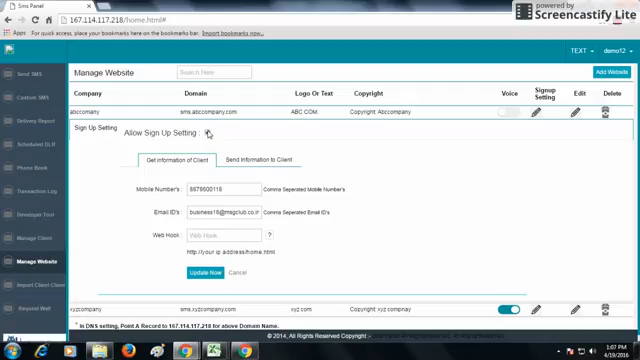 Sms Panel
powered by
Screencastify Lite
167.114.117.218/home.html#
Apps For quick access, place your bookmarks here on the bookmarks bar. Import bookmarks now...
TEXT demo12
Send SMS
Custom SMS
Delivery Report
Scheduled DLR
Phone Book
Transaction Log
Developer Tool
Manage Client
Manage Website
Import Client
Request Wall
Manage Website
Search Here
Add Website
Company Domain Logo Or Text Copyright Voice Signup Setting Edit Delete
abccomany sms.abccompany.com ABC COM. Copyright: Abccompany
Sign Up Setting
Allow Sign Up Setting :
Get information of Client
Send Information to Client
Mobile Number's : 8978600118 Comma Seperated Mobile Number's
Email ID's : business18@msgclub.co.in Comma Seperated Email ID's
Web Hook : Web Hook ?
http://your ip address/home.html
Update Now Cancel
xyzcompany sms.xyzcompany.com xyz.com Copyright: xyz compnay
* In DNS setting, Point A Record to 167.114.117.218 for above Domain Name.
© 2014, All Rights Reserved | Copyright:
1:07 PM
4/19/2016